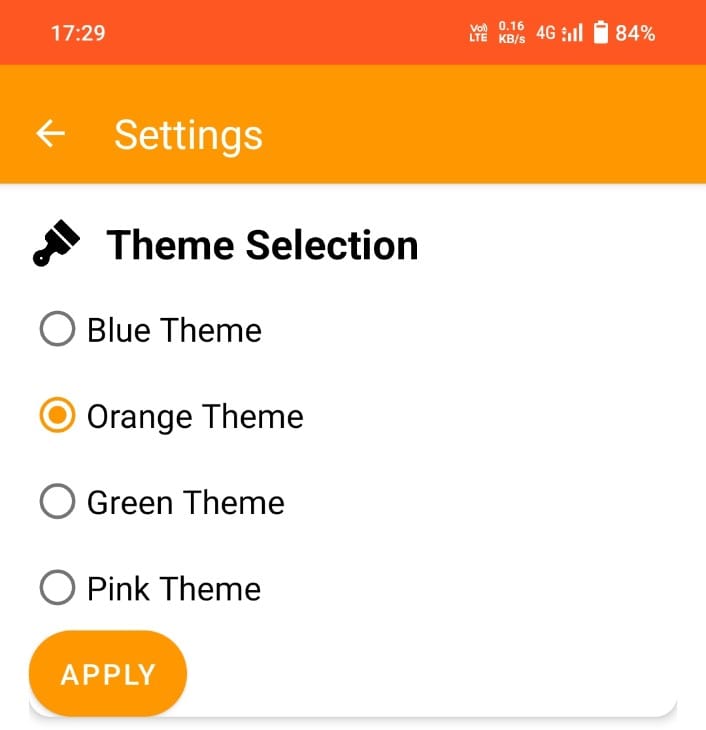 17:29 Vo) 0.16 4G 84%
LTE KB/s
Settings
Theme Selection
Blue Theme
Orange Theme
Green Theme
Pink Theme
APPLY